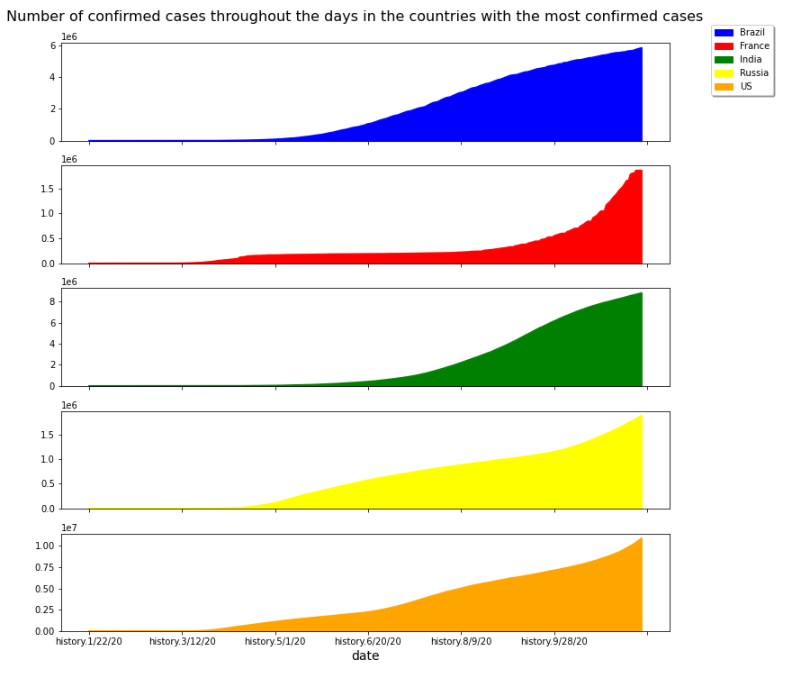 Number of confirmed cases throughout the days in the countries with the most confirmed cases
Brazil
France
India
Russia
US
1e6
6
4
2
0
1e6
1.5
1.0
0.5
0.0
1e6
8
6
4
2
0
1e6
1.5
1.0
0.5
0.0
1e7
1.00
0.75
0.50
0.25
0.00
history.1/22/20 history.3/12/20 history.5/1/20 history.6/20/20 history.8/9/20 history.9/28/20
date